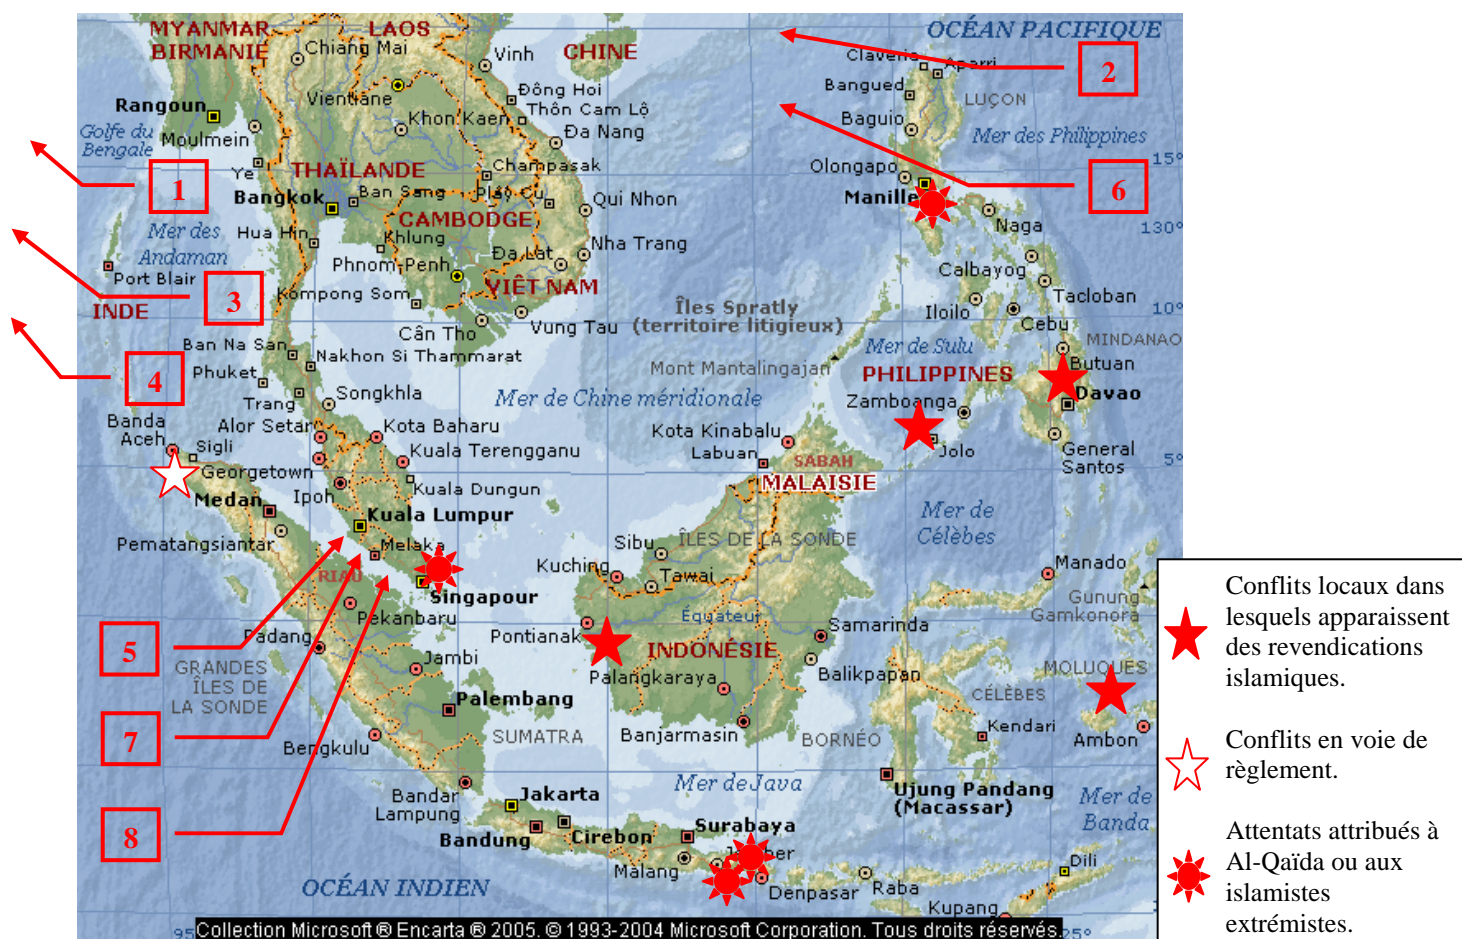 MYANMAR
BIRMANIE
LAOS
CHINE
OCÉAN PACIFIQUE
Chiang Mai
Vinh
Claveria
Aparri
2
Rangoun
Vientiane
Đông Hoi
Thôn Cam Lộ
Bangued
LUÇON
Golfe du
Bengale
Moulmein
Khon Kaen
Đa Nang
Baguio
Mer des Philippines
Ye
THAÏLANDE
Champasak
Olongapo
15°
1
Bangkok
Ban Sang
Plây Cu
Qui Nhon
Manille
6
Mer des
Andaman
Hua Hin
CAMBODGE
Khlung
Naga
130°
Port Blair
Phnom-Penh
Đa Lat
Nha Trang
Calbayog
INDE
3
Kompong Som
VIÊT NAM
Îles Spratly
(territoire litigieux)
Iloilo
Tacloban
10°
Cân Tho
Vung Tau
Cebu
Ban Na San
Nakhon Si Thammarat
Mer de Sulu
MINDANAO
4
Phuket
Mont Mantalingajan
PHILIPPINES
Butuan
Trang
Songkhla
Mer de Chine méridionale
Zamboanga
Davao
Banda
Aceh
Sigli
Alor Setar
Kota Baharu
Kota Kinabalu
Jolo
General
Santos
Georgetown
Kuala Terengganu
Labuan
SABAH
5°
Medan
Ipoh
Kuala Dungun
MALAISIE
Kuala Lumpur
Mer de
Célèbes
Pematangsiantar
Melaka
Sibu
ÎLES DE LA SONDE
RIAU
Singapour
Kuching
Tawai
Manado
Gunung
Gamkonora
Pekanbaru
Équateur
5
Padang
Pontianak
INDONÉSIE
Samarinda
GRANDES
ÎLES DE
LA SONDE
Jambi
Palangkaraya
Balikpapan
MOLUQUES
CÉLÈBES
Palembang
7
Bengkulu
SUMATRA
Banjarmasin
BORNÉO
Kendari
Ambon
Bandar
Lampung
Jakarta
Mer de Java
Ujung Pandang
(Macassar)
Mer de
Banda
8
Bandung
Cirebon
Surabaya
Malang
Denpasar
Raba
Dili
OCÉAN INDIEN
Kupang
95
25°
Collection Microsoft ® Encarta ® 2005. © 1993-2004 Microsoft Corporation. Tous droits réservés.
Conflits locaux dans
lesquels apparaissent
des revendications
islamiques.
Conflits en voie de
règlement.
Attentats attribués à
Al-Qaïda ou aux
islamistes
extrémistes.